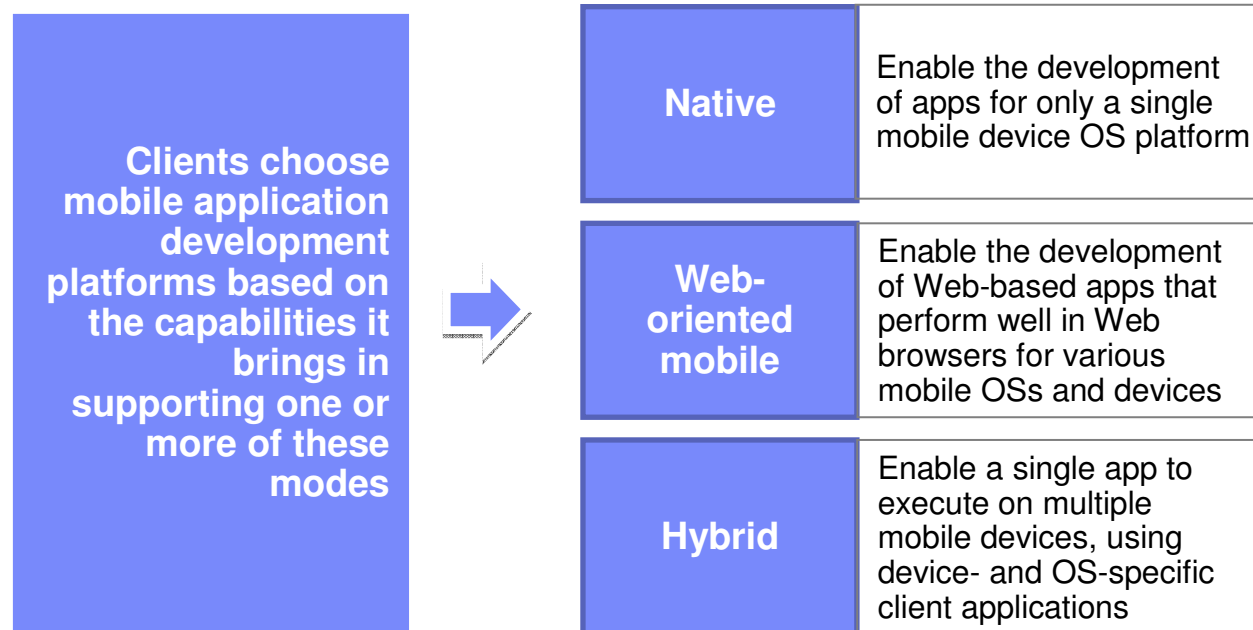 Clients choose
mobile application
development
platforms based on
the capabilities it
brings in
supporting one or
more of these
modes
Native
Enable the development
of apps for only a single
mobile device OS platform
Web-
oriented
mobile
Enable the development
of Web-based apps that
perform well in Web
browsers for various
mobile OSs and devices
Hybrid
Enable a single app to
execute on multiple
mobile devices, using
device- and OS-specific
client applications